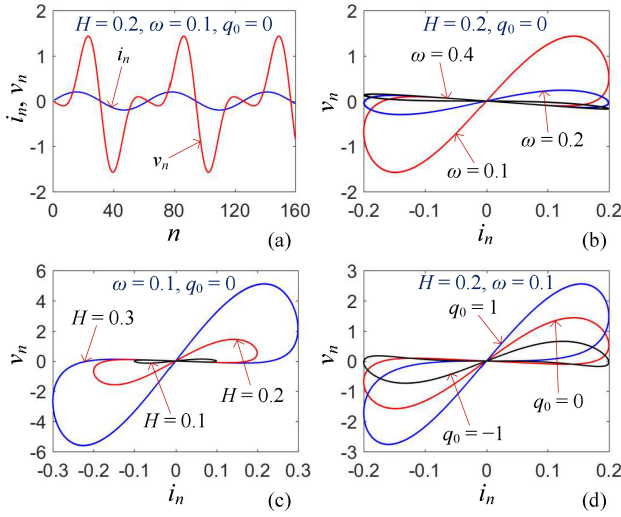 H = 0.2, ω = 0.1, q₀ = 0
iₙ, vₙ
2
1
0
-1
-2
iₙ
vₙ
0 40 80 120 160
n
(a)
H = 0.2, q₀ = 0
vₙ
2
1
0
-1
-2
ω = 0.4
ω = 0.2
ω = 0.1
-0.2 -0.1 0 0.1 0.2
iₙ
(b)
ω = 0.1, q₀ = 0
vₙ
6
4
2
0
-2
-4
-6
H = 0.3
H = 0.2
H = 0.1
-0.3 -0.2 -0.1 0 0.1 0.2 0.3
iₙ
(c)
H = 0.2, ω = 0.1
vₙ
3
2
1
0
-1
-2
-3
q₀ = 1
q₀ = 0
q₀ = −1
-0.2 -0.1 0 0.1 0.2
iₙ
(d)